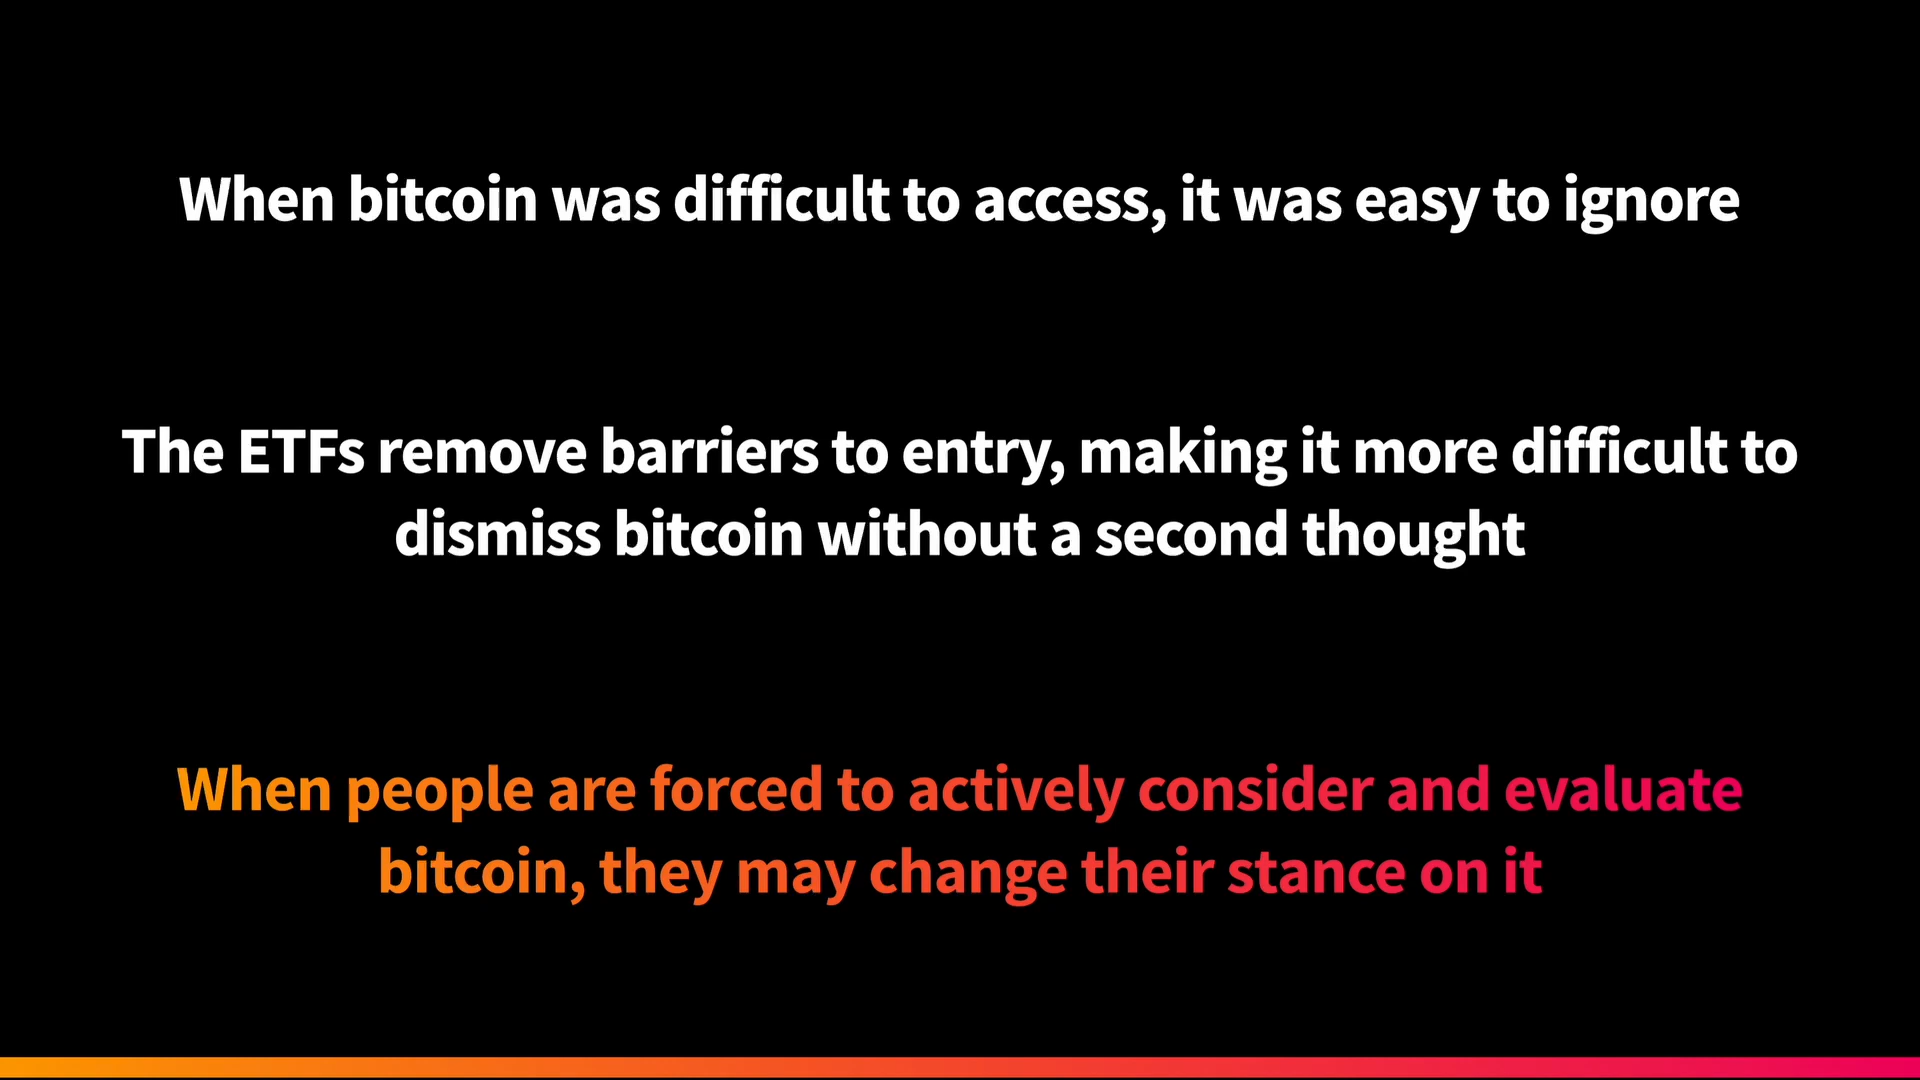 When bitcoin was difficult to access, it was easy to ignore
The ETFs remove barriers to entry, making it more difficult to
dismiss bitcoin without a second thought
When people are forced to actively consider and evaluate
bitcoin, they may change their stance on it